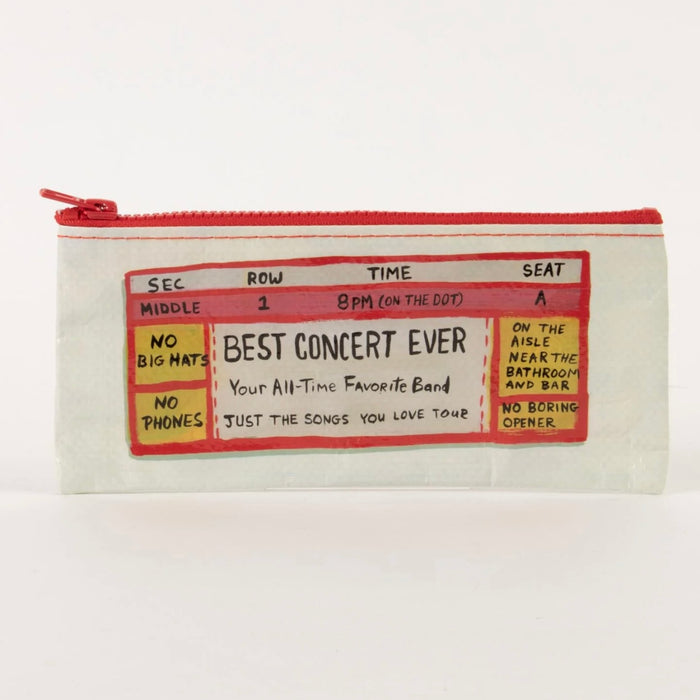 SEC ROW TIME SEAT
MIDDLE 1 8PM (ON THE DOT) A
NO
BIG HATS
NO
PHONES
BEST CONCERT EVER
YOUR ALL-TIME FAVORITE BAND
JUST THE SONGS YOU LOVE TOUR
ON THE
AISLE
NEAR THE
BATHROOM
AND BAR
NO BORING
OPENER